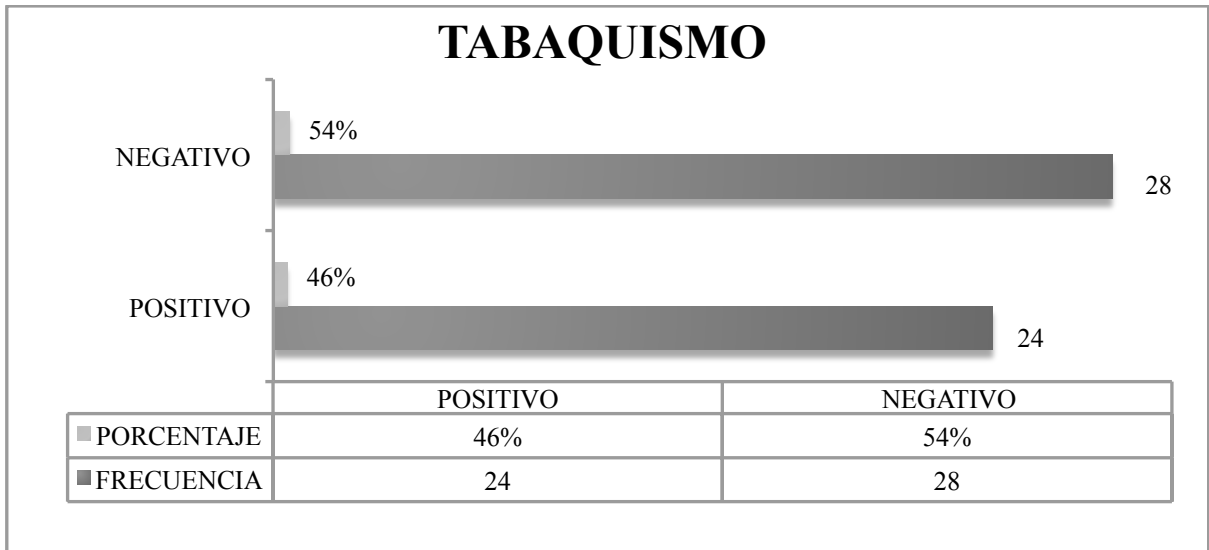 TABAQUISMO
54%
NEGATIVO
28
46%
POSITIVO
24
POSITIVO NEGATIVO
PORCENTAJE 46% 54%
FRECUENCIA 24 28